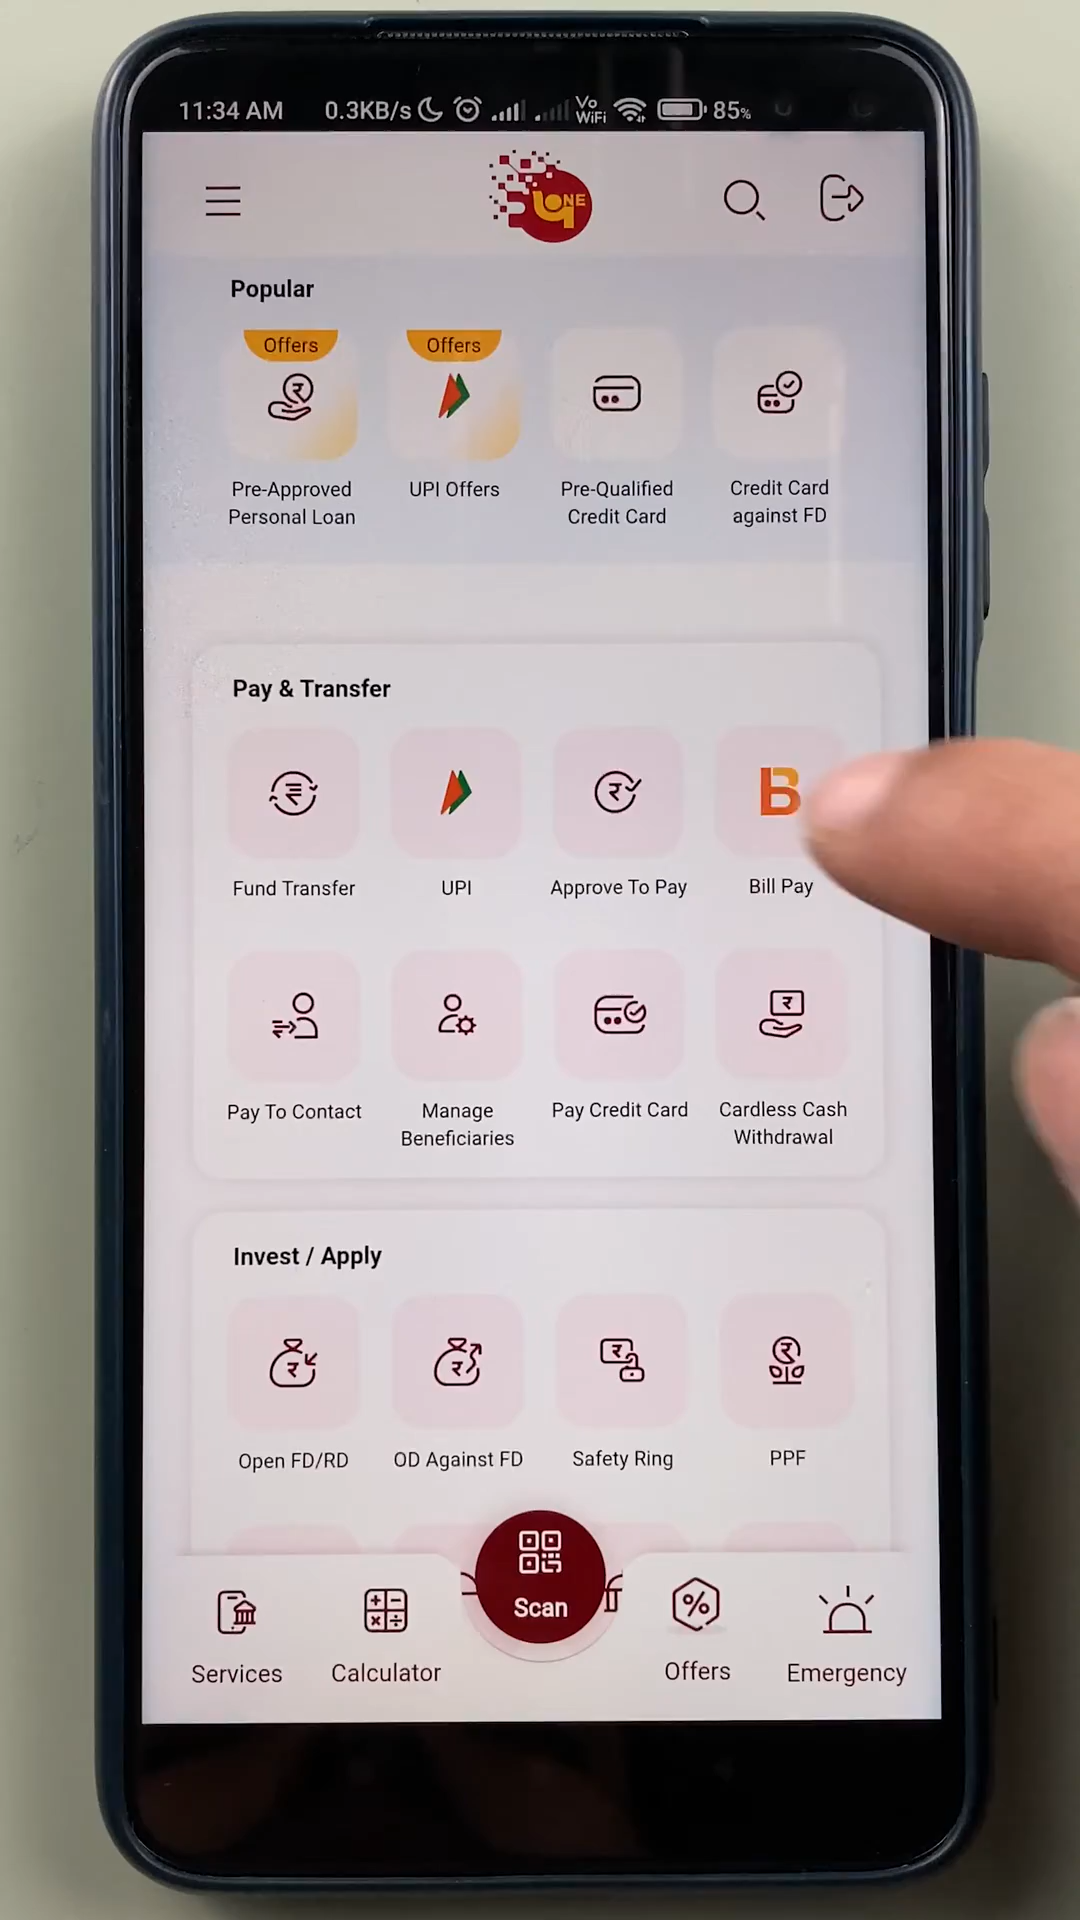 11:34 AM 0.3KB/s Vo WiFi 85%
ONE
Popular
Offers Offers
Pre-Approved Personal Loan
UPI Offers
Pre-Qualified Credit Card
Credit Card against FD
Pay & Transfer
Fund Transfer
UPI
Approve To Pay
B
Bill Pay
Pay To Contact
Manage Beneficiaries
Pay Credit Card
Cardless Cash Withdrawal
Invest / Apply
Open FD/RD
OD Against FD
Safety Ring
PPF
Services
Calculator
Scan
Offers
Emergency